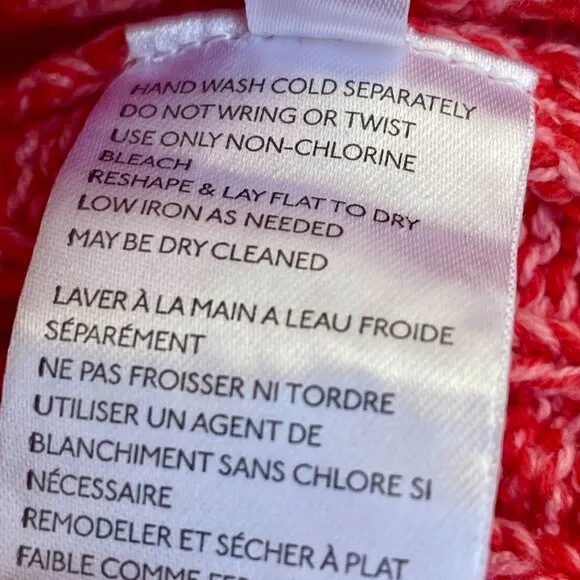 HAND WASH COLD SEPARATELY
DO NOT WRING OR TWIST
USE ONLY NON-CHLORINE
BLEACH
RESHAPE & LAY FLAT TO DRY
LOW IRON AS NEEDED
MAY BE DRY CLEANED
LAVER À LA MAIN A LEAU FROIDE
SÉPARÉMENT
NE PAS FROISSER NI TORDRE
UTILISER UN AGENT DE
BLANCHIMENT SANS CHLORE SI
NÉCESSAIRE
REMODELER ET SÉCHER À PLAT
FAIBLE COMME FER